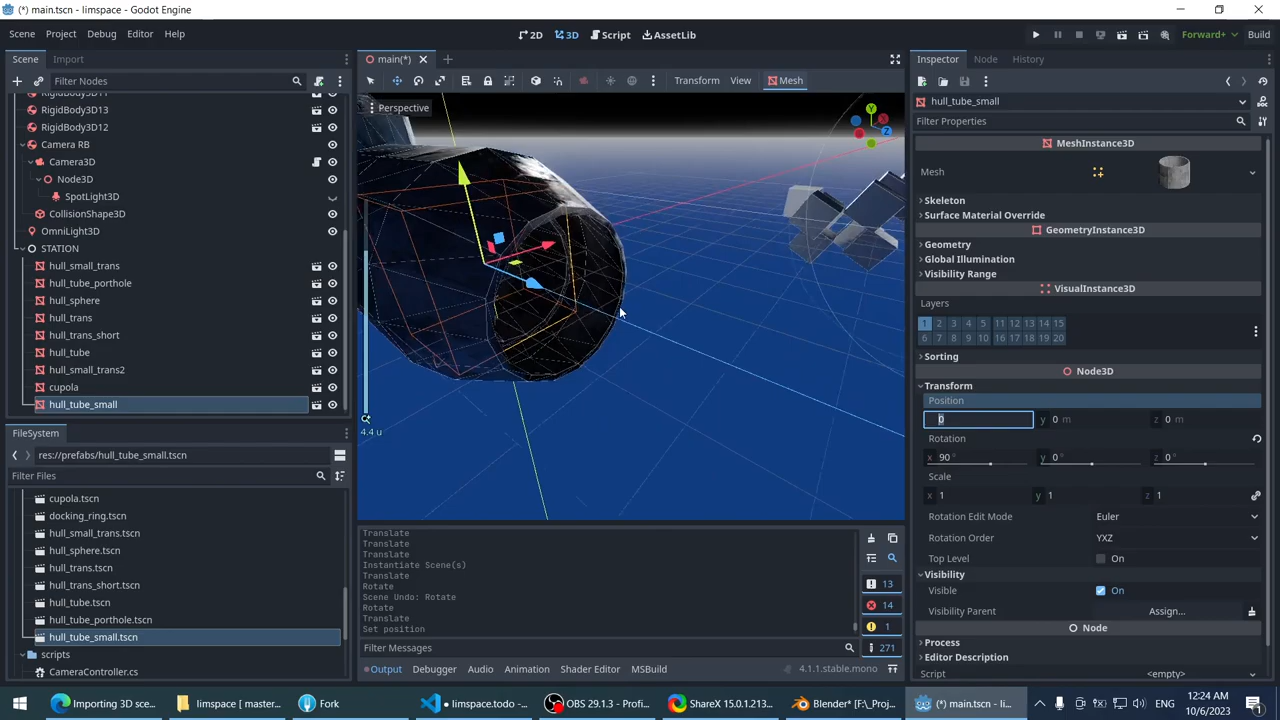 (*) main.tscn - limspace - Godot Engine
Scene Project Debug Editor Help
2D 3D Script AssetLib
Forward+ Build
Scene Import
Filter Nodes
RigidBody3D11
RigidBody3D13
RigidBody3D12
Camera RB
Camera3D
Node3D
SpotLight3D
CollisionShape3D
OmniLight3D
STATION
hull_small_trans
hull_tube_porthole
hull_sphere
hull_trans
hull_trans_short
hull_tube
hull_small_trans2
cupola
hull_tube_small
FileSystem
res://prefabs/hull_tube_small.tscn
Filter Files
cupola.tscn
docking_ring.tscn
hull_small_trans.tscn
hull_sphere.tscn
hull_trans.tscn
hull_trans_short.tscn
hull_tube.tscn
hull_tube_porthole.tscn
hull_tube_small.tscn
scripts
CameraController.cs
main(*)
Transform View Mesh
Perspective
Y
X
Z
4.4 u
Translate
Translate
Translate
Instantiate Scene(s)
Translate
Rotate
Scene Undo: Rotate
Rotate
Translate
Set position
13
14
1
271
Filter Messages
Output Debugger Audio Animation Shader Editor MSBuild 4.1.1.stable.mono
Inspector Node History
hull_tube_small
Filter Properties
MeshInstance3D
Mesh
Skeleton
Surface Material Override
GeometryInstance3D
Geometry
Global Illumination
Visibility Range
VisualInstance3D
Layers
1 2 3 4 5 11 12 13 14 15
6 7 8 9 10 16 17 18 19 20
Sorting
Node3D
Transform
Position
0 y 0 m z 0 m
Rotation
x 90 ° y 0 ° z 0 °
Scale
x 1 y 1 z 1
Rotation Edit Mode Euler
Rotation Order YXZ
Top Level On
Visibility
Visible On
Visibility Parent Assign...
Node
Process
Editor Description
Script <empty>
Importing 3D sce... limspace [ master... Fork ● limspace.todo - ... OBS 29.1.3 - Profi... ShareX 15.0.1.213... Blender* [F:\_Proj... (*) main.tscn - lim...
12:24 AM
10/6/2023
1